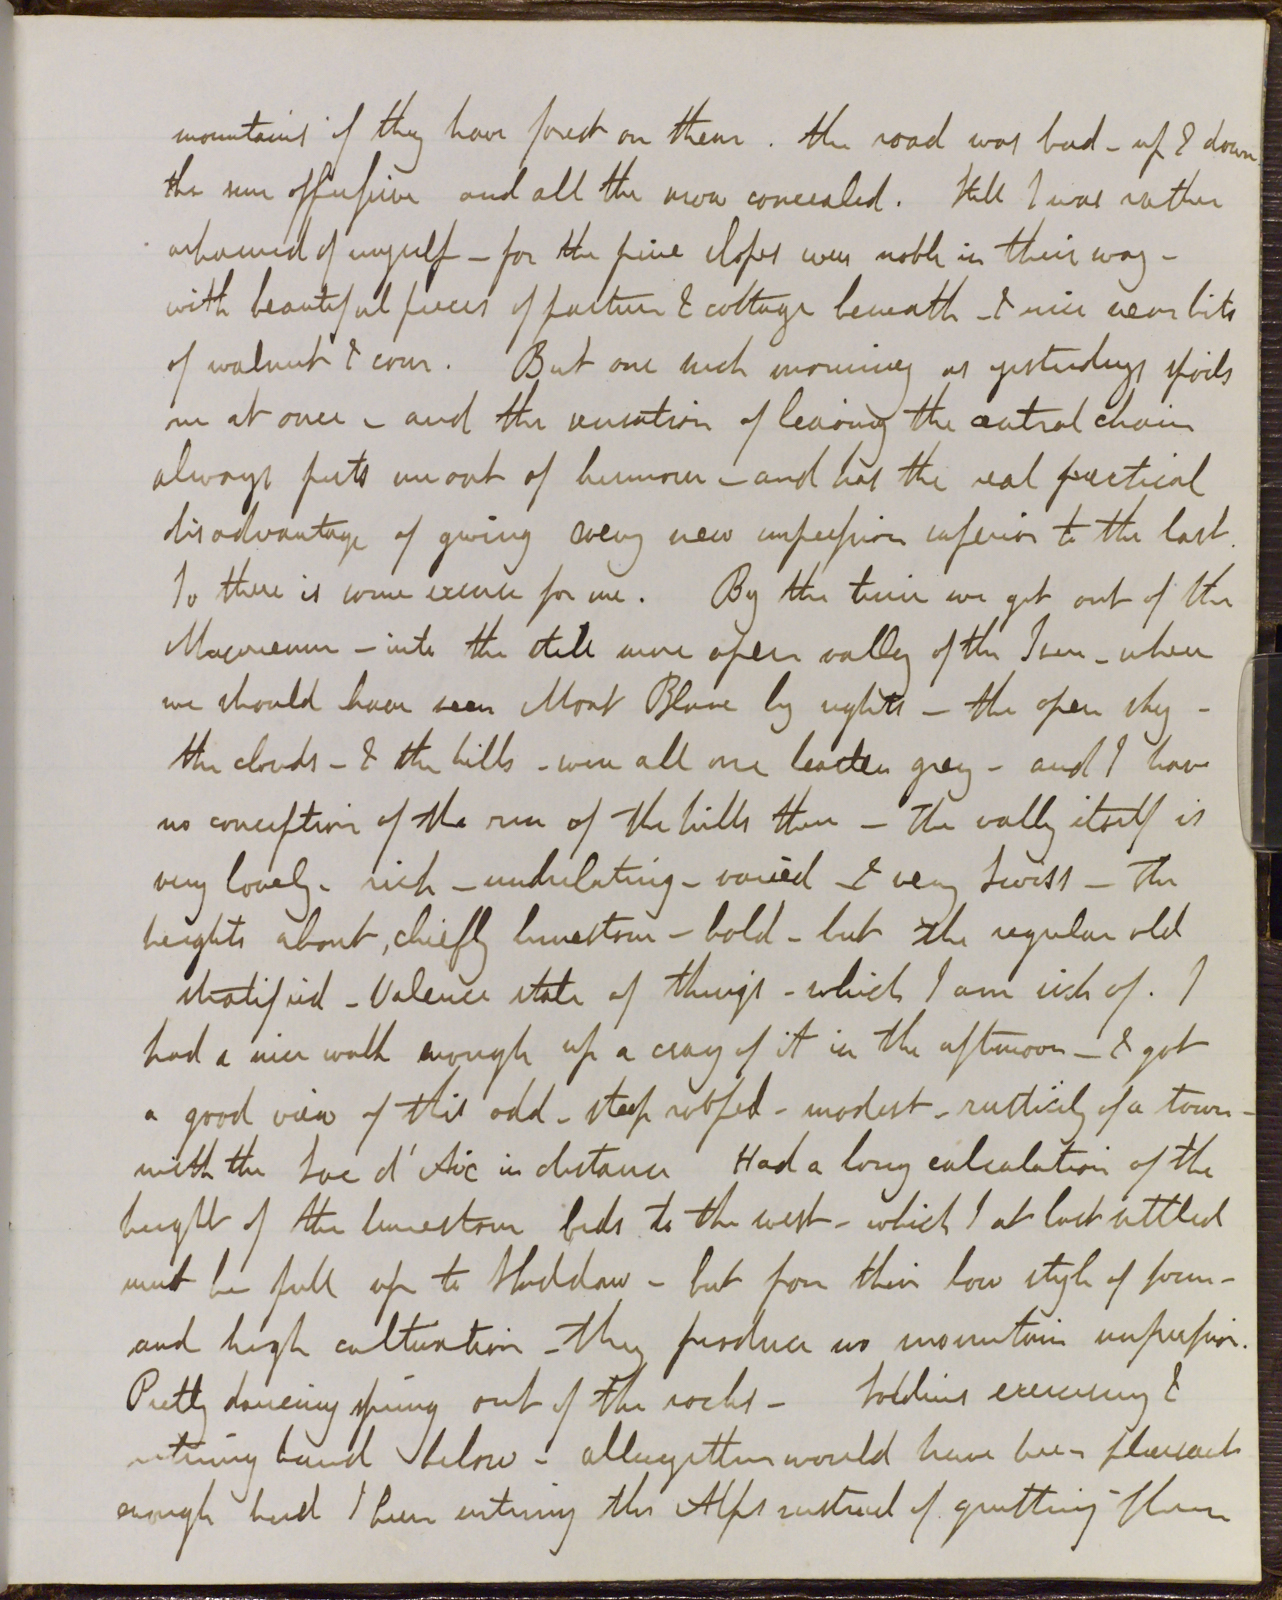 mountains if they have forest on them. the road was bad - up & down
the sun offensive and all the snow concealed. Still I was rather
ashamed of myself - for the pine slopes were noble in their way -
with beautiful pieces of pasture & cottage beneath - & nice near bits
of walnut & corn. But one such morning as yesterdays spoils
me at once - and the sensation of leaving the central chain
always puts me out of humour - and has the real practical
disadvantage of giving every new impression inferior to the last.
So there is some excuse for me. By the time we got out of the
- into the still more open valley of the Isere - where
we should have seen Mont Blanc by rights - the open sky -
the clouds - & the hills - were all one leaden grey - and I have
no conception of the run of the hills there - The valley itself is
very lovely - rich - undulating - varied - & very Swiss - The
heights about, chiefly limestone - bold - but the regular old
stratified - Valence state of things - which I am sick of. I
had a nice walk enough up a crag of it in the afternoon - & got
a good view of this odd - steep roofed - modest - of a town -
with the d'Aic in distance Had a long calculation of the
height of the limestone beds to the west - which I at last settled
must be full up to Skiddaw - but from their low style of form -
and high cultivation - they produce no mountain impression.
Pretty dancing spring out of the rocks - Soldiers exercising &
retiring band below - altogether would have been pleasant
enough had I been entering the Alps instead of quitting them